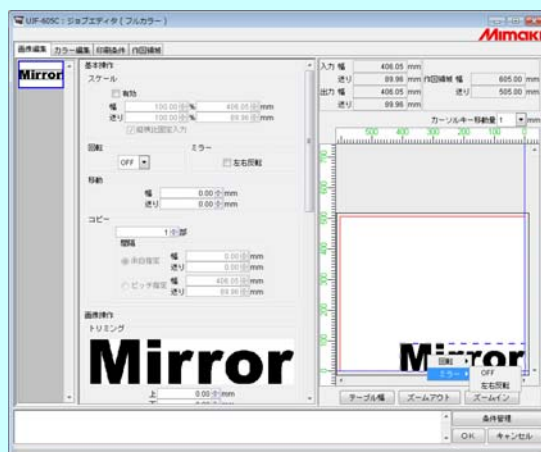 UJF-605C : ジョブエディタ ( フルカラー )
Mimaki
画像編集 カラー編集 印刷条件 作図領域
Mirror
基本操作
スケール
有効
幅 100.00 % 406.05 mm
送り 100.00 % 89.96 mm
縦横比固定入力
回転 ミラー
OFF 左右反転
移動
幅 0.00 mm
送り 0.00 mm
コピー
1 部
間隔
余白指定 幅 0.00 mm
送り 0.00 mm
ピッチ指定 幅 406.05 mm
送り 89.96 mm
画像操作
トリミング
Mirror
上 0.00 mm
入力 幅 406.05 mm
送り 89.96 mm 作図領域 幅 605.00 mm
出力 幅 406.05 mm 送り 505.00 mm
送り 89.96 mm
カーソルキー移動量 1 mm
500 400 300 200 100 0
Mirror
回転
ミラー OFF
左右反転
テーブル幅 ズームアウト ズームイン
条件管理
OK キャンセル